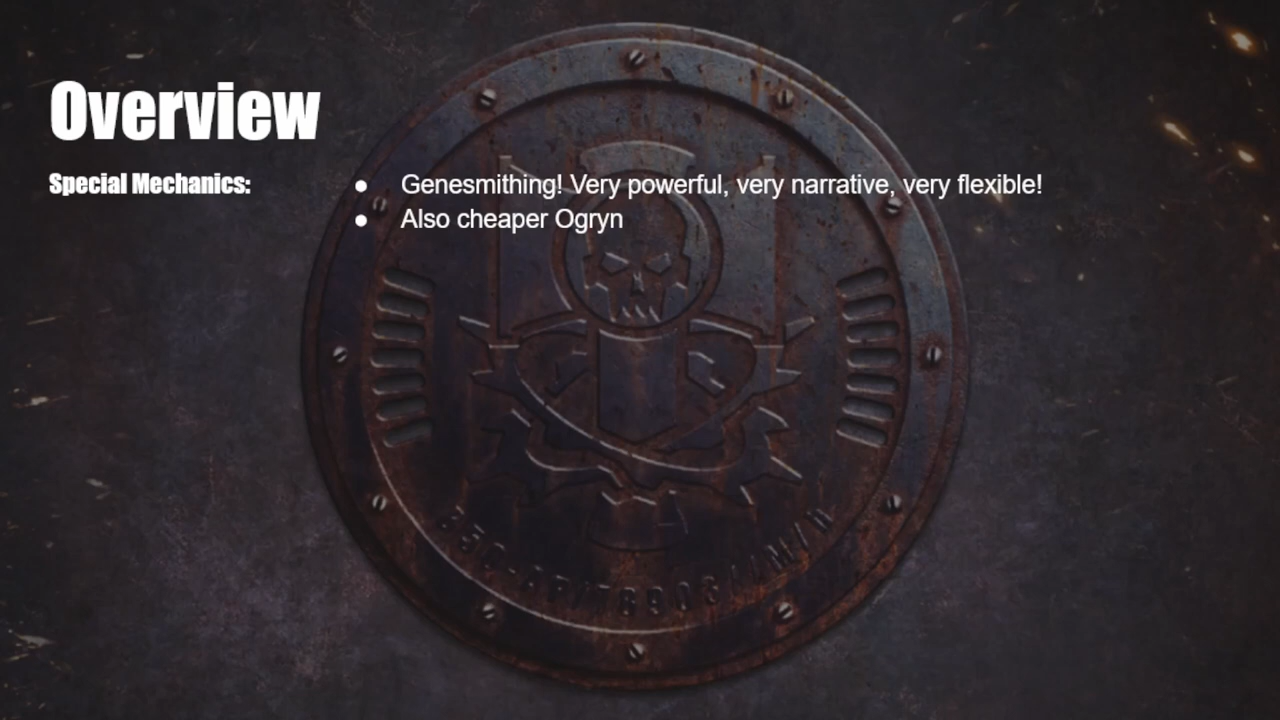 Overview
Special Mechanics:
● Genesmithing! Very powerful, very narrative, very flexible!
● Also cheaper Ogryn